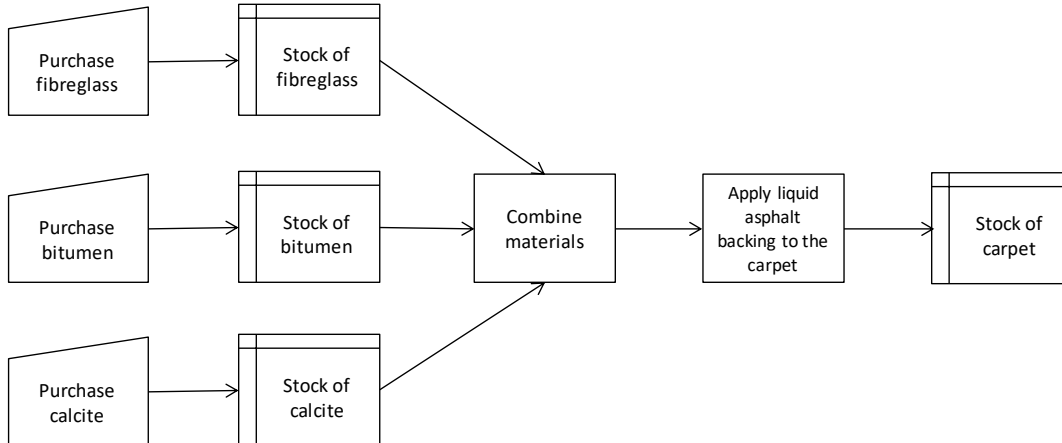 Purchase
fibreglass
Stock of
fibreglass
Purchase
bitumen
Stock of
bitumen
Combine
materials
Apply liquid
asphalt
backing to the
carpet
Stock of
carpet
Purchase
calcite
Stock of
calcite